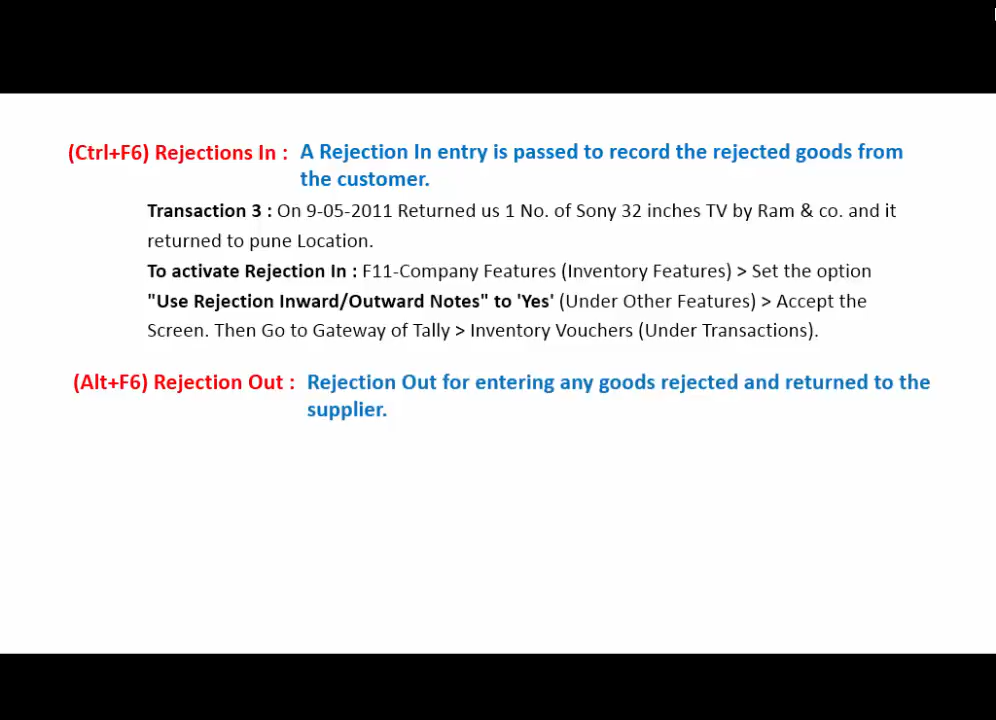 (Ctrl+F6) Rejections In : A Rejection In entry is passed to record the rejected goods from
the customer.
Transaction 3 : On 9-05-2011 Returned us 1 No. of Sony 32 inches TV by Ram & co. and it
returned to pune Location.
To activate Rejection In : F11-Company Features (Inventory Features) > Set the option
"Use Rejection Inward/Outward Notes" to 'Yes' (Under Other Features) > Accept the
Screen. Then Go to Gateway of Tally > Inventory Vouchers (Under Transactions).
(Alt+F6) Rejection Out : Rejection Out for entering any goods rejected and returned to the
supplier.